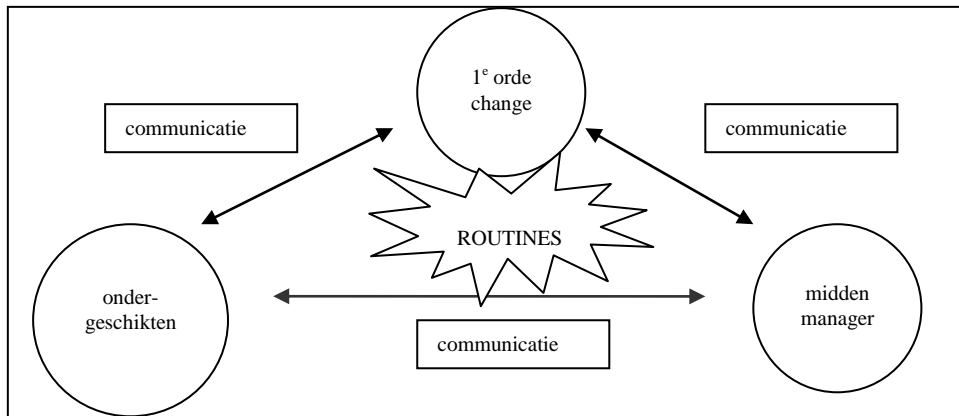 1e orde
change
communicatie
communicatie
ROUTINES
onder-
geschikten
midden
manager
communicatie